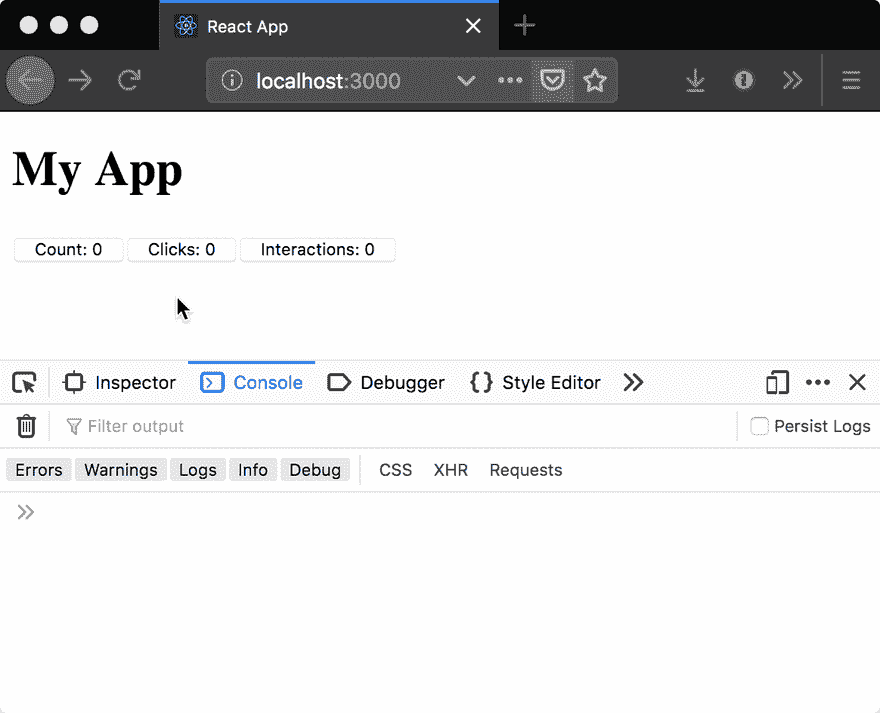 React App
localhost:3000
My App
Count: 0 Clicks: 0 Interactions: 0
Inspector Console Debugger Style Editor
Filter output Persist Logs
Errors Warnings Logs Info Debug CSS XHR Requests